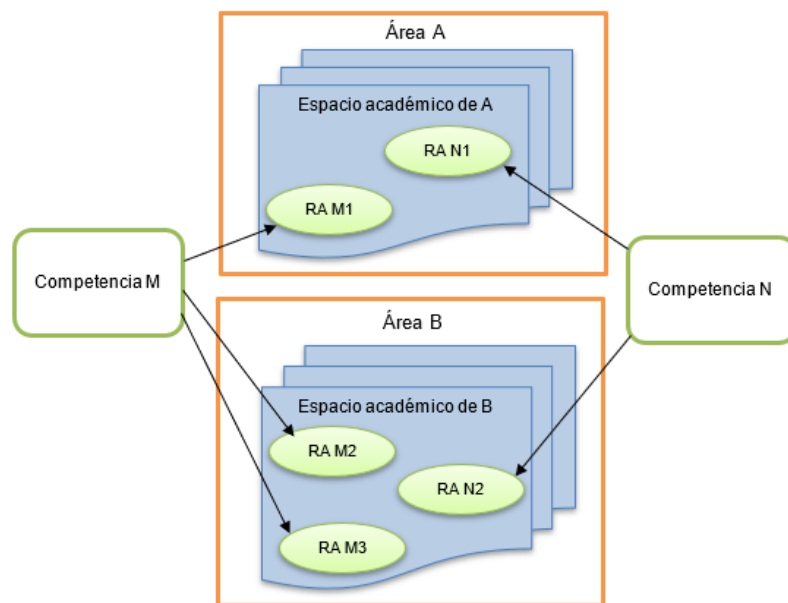 Área A
Espacio académico de A
RA N1
RA M1
Competencia M
Competencia N
Área B
Espacio académico de B
RA M2
RA N2
RA M3